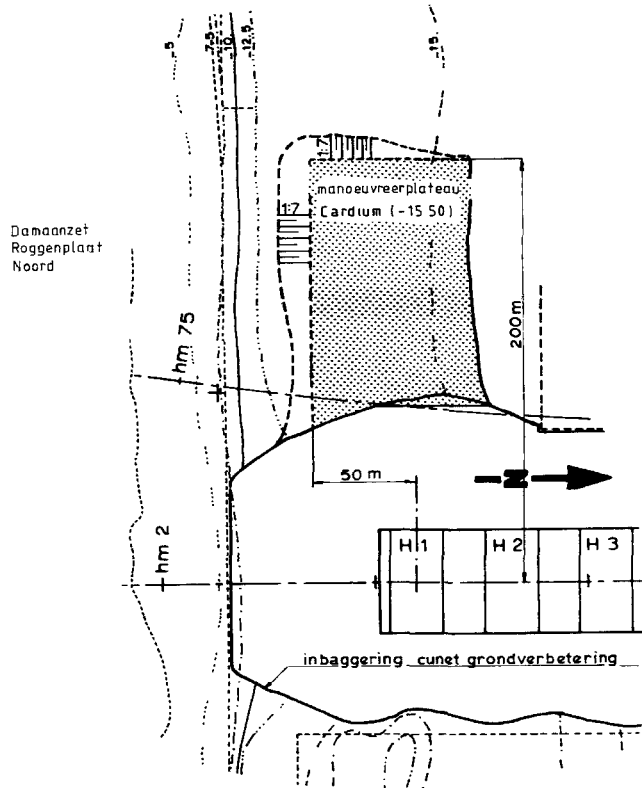 -5
-7.5
-10
-12.5
-15
1:7
manoeuvreerplateau
Cardium (-15 50)
1:7
Damaanzet
Roggenplaat
Noord
hm 75
200 m
50 m
N
hm 2
H 1
H 2
H 3
inbaggering cunet grondverbetering